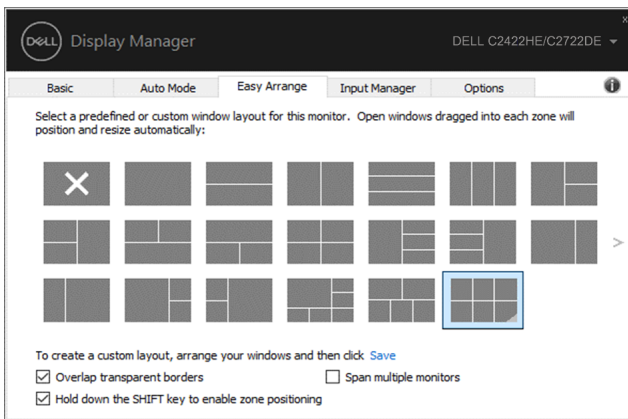 DELL Display Manager
DELL C2422HE/C2722DE
Basic
Auto Mode
Easy Arrange
Input Manager
Options
Select a predefined or custom window layout for this monitor. Open windows dragged into each zone will
position and resize automatically:
To create a custom layout, arrange your windows and then click Save
Overlap transparent borders
Span multiple monitors
Hold down the SHIFT key to enable zone positioning